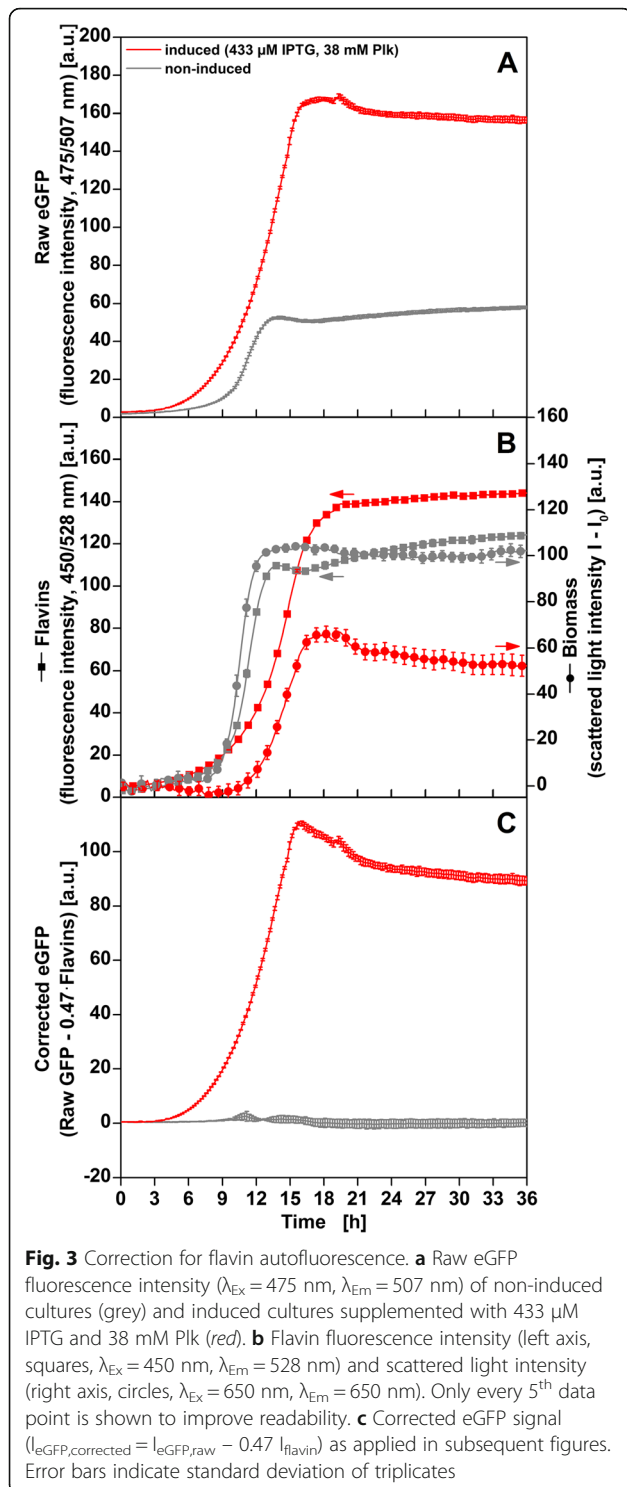 induced (433 µM IPTG, 38 mM Plk)
non-induced
A
Raw eGFP
(fluorescence intensity, 475/507 nm) [a.u.]
200
180
160
140
120
100
80
60
40
20
0
B
Flavins
(fluorescence intensity, 450/528 nm) [a.u.]
160
140
120
100
80
60
40
20
0
160
140
120
100
80
60
40
20
0
Biomass
(scattered light intensity I - I0) [a.u.]
C
Corrected eGFP
(Raw GFP - 0.47·Flavins) [a.u.]
100
80
60
40
20
0
-20
0 3 6 9 12 15 18 21 24 27 30 33 36
Time [h]
Fig. 3 Correction for flavin autofluorescence. a Raw eGFP
fluorescence intensity (λEx = 475 nm, λEm = 507 nm) of non-induced
cultures (grey) and induced cultures supplemented with 433 µM
IPTG and 38 mM Plk (red). b Flavin fluorescence intensity (left axis,
squares, λEx = 450 nm, λEm = 528 nm) and scattered light intensity
(right axis, circles, λEx = 650 nm, λEm = 650 nm). Only every 5th data
point is shown to improve readability. c Corrected eGFP signal
(IeGFP,corrected = IeGFP,raw – 0.47 Iflavin) as applied in subsequent figures.
Error bars indicate standard deviation of triplicates